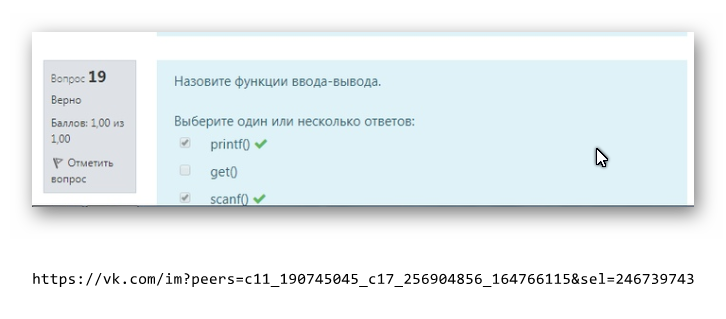 Вопрос 19
Верно
Баллов: 1,00 из
1,00
Отметить
вопрос
Назовите функции ввода-вывода.
Выберите один или несколько ответов:
printf()
get()
scanf()
https://vk.com/im?peers=c11_190745045_c17_256904856_164766115&sel=246739743